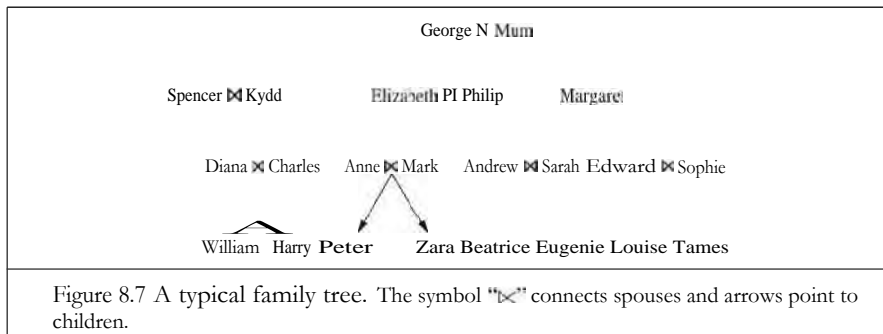 George N Mum
Spencer ⋈ Kydd Elizabeth PI Philip Margaret
Diana ⋈ Charles Anne ⋈ Mark Andrew ⋈ Sarah Edward ⋈ Sophie
William Harry Peter Zara Beatrice Eugenie Louise Tames
Figure 8.7 A typical family tree. The symbol "⋈" connects spouses and arrows point to
children.